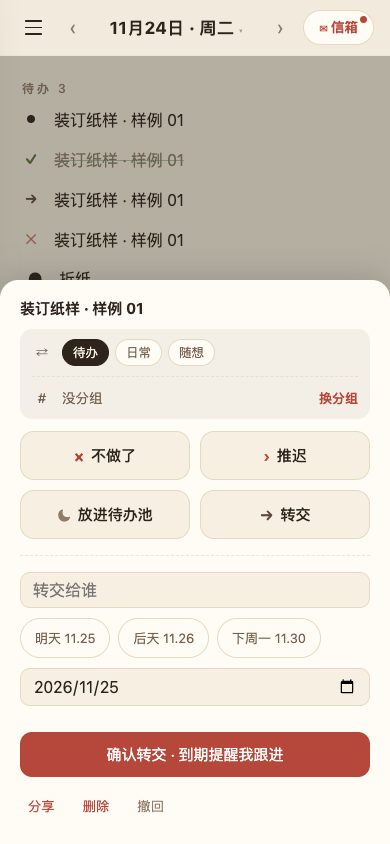 11月24日 · 周二
信箱
待办 3
装订纸样 · 样例 01
装订纸样 · 样例 01
装订纸样 · 样例 01
装订纸样 · 样例 01
折纸
装订纸样 · 样例 01
待办 日常 随想
# 没分组 换分组
× 不做了 › 推迟
放进待办池 → 转交
转交给谁
明天 11.25 后天 11.26 下周一 11.30
2026/11/25
确认转交 · 到期提醒我跟进
分享 删除 撤回